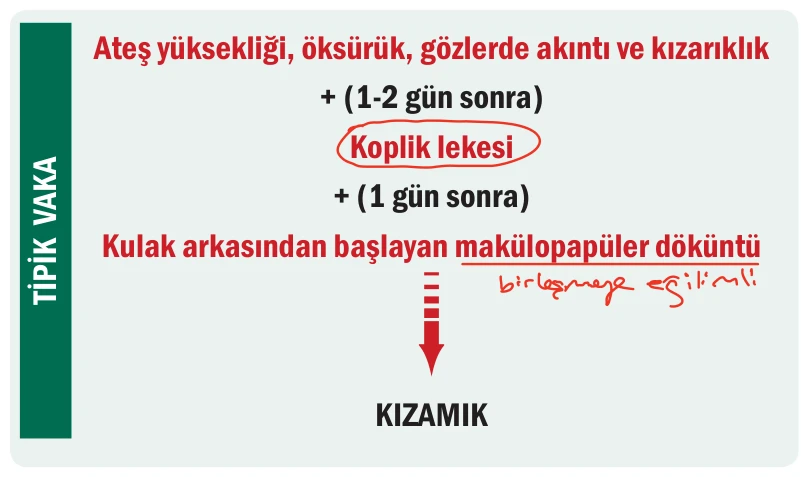 TİPİK VAKA
Ateş yüksekliği, öksürük, gözlerde akıntı ve kızarıklık
+ (1-2 gün sonra)
Koplik lekesi
+ (1 gün sonra)
Kulak arkasından başlayan makülopapüler döküntü
birleşmeye eğilimli
KIZAMIK